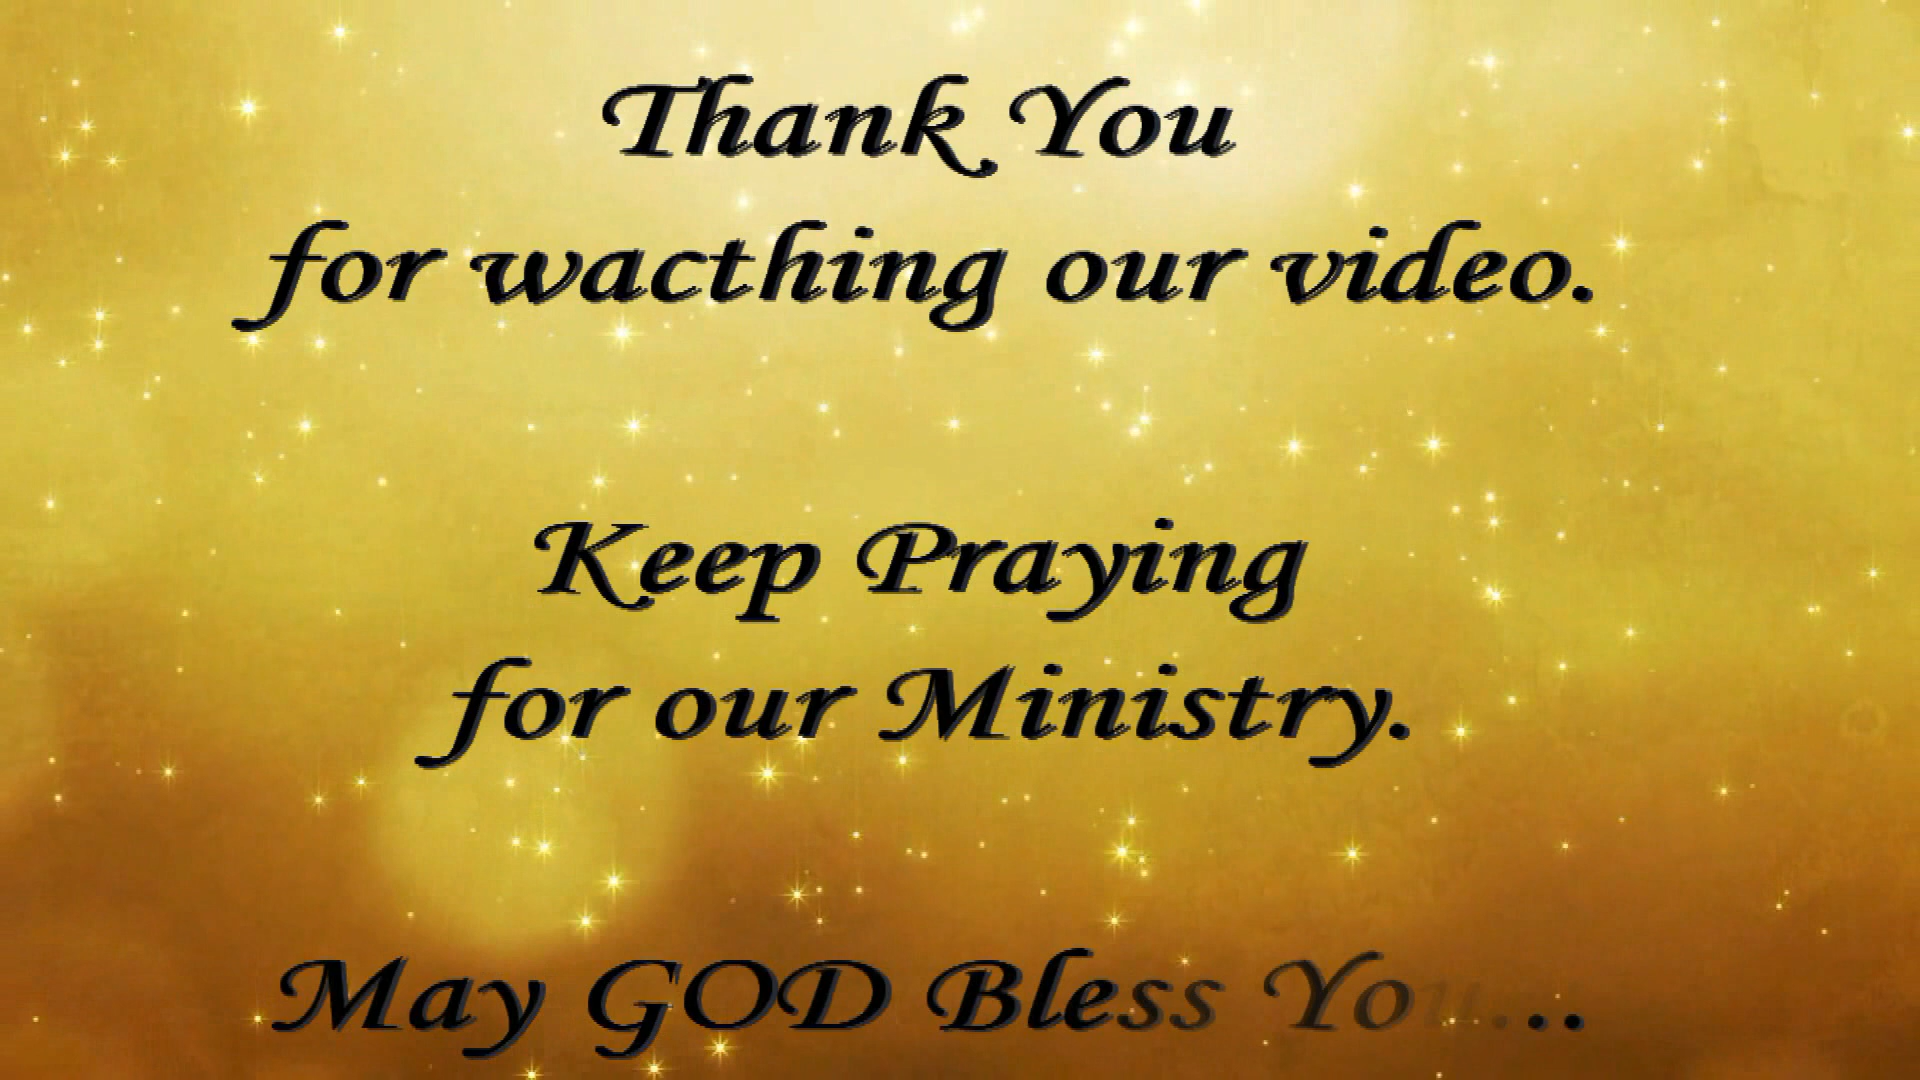 Thank You
for wacthing our video.
Keep Praying
for our Ministry.
May GOD Bless You....